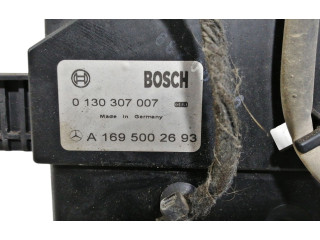 BOSCH
0 130 307 007
Made in Germany
A 169 500 26 93